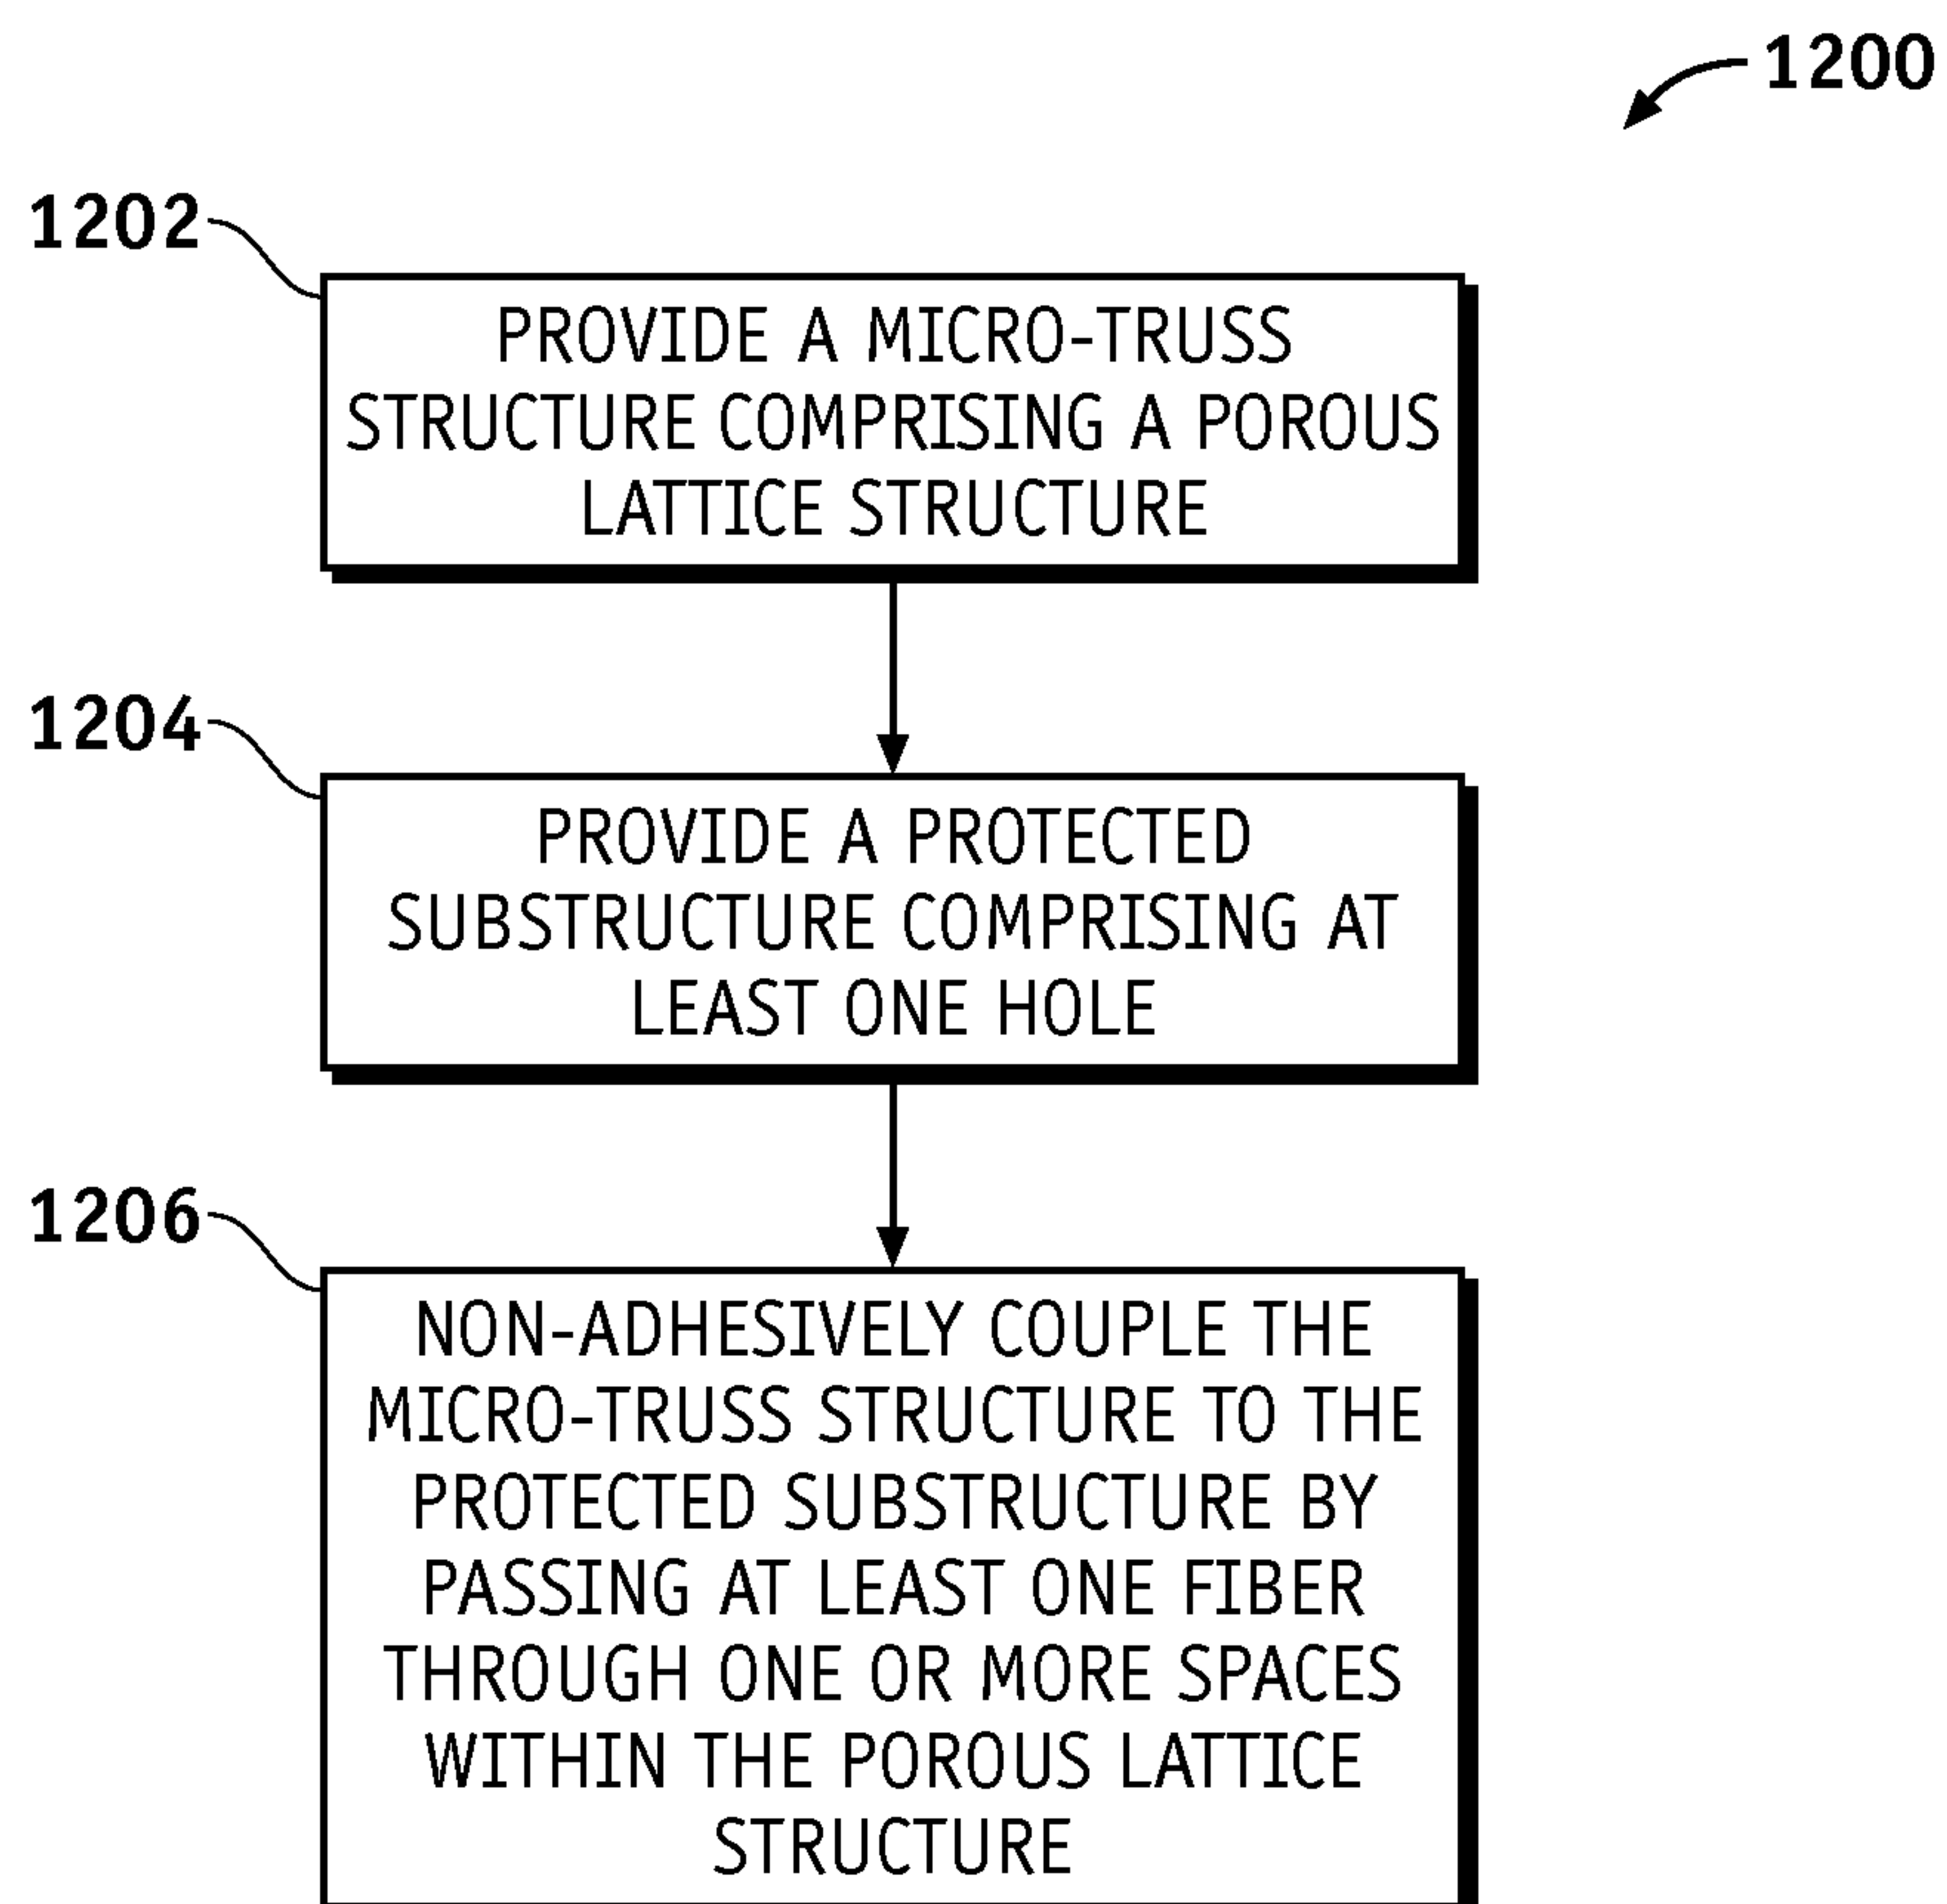 1200
1202
PROVIDE A MICRO-TRUSS
STRUCTURE COMPRISING A POROUS
LATTICE STRUCTURE
1204
PROVIDE A PROTECTED
SUBSTRUCTURE COMPRISING AT
LEAST ONE HOLE
1206
NON-ADHESIVELY COUPLE THE
MICRO-TRUSS STRUCTURE TO THE
PROTECTED SUBSTRUCTURE BY
PASSING AT LEAST ONE FIBER
THROUGH ONE OR MORE SPACES
WITHIN THE POROUS LATTICE
STRUCTURE